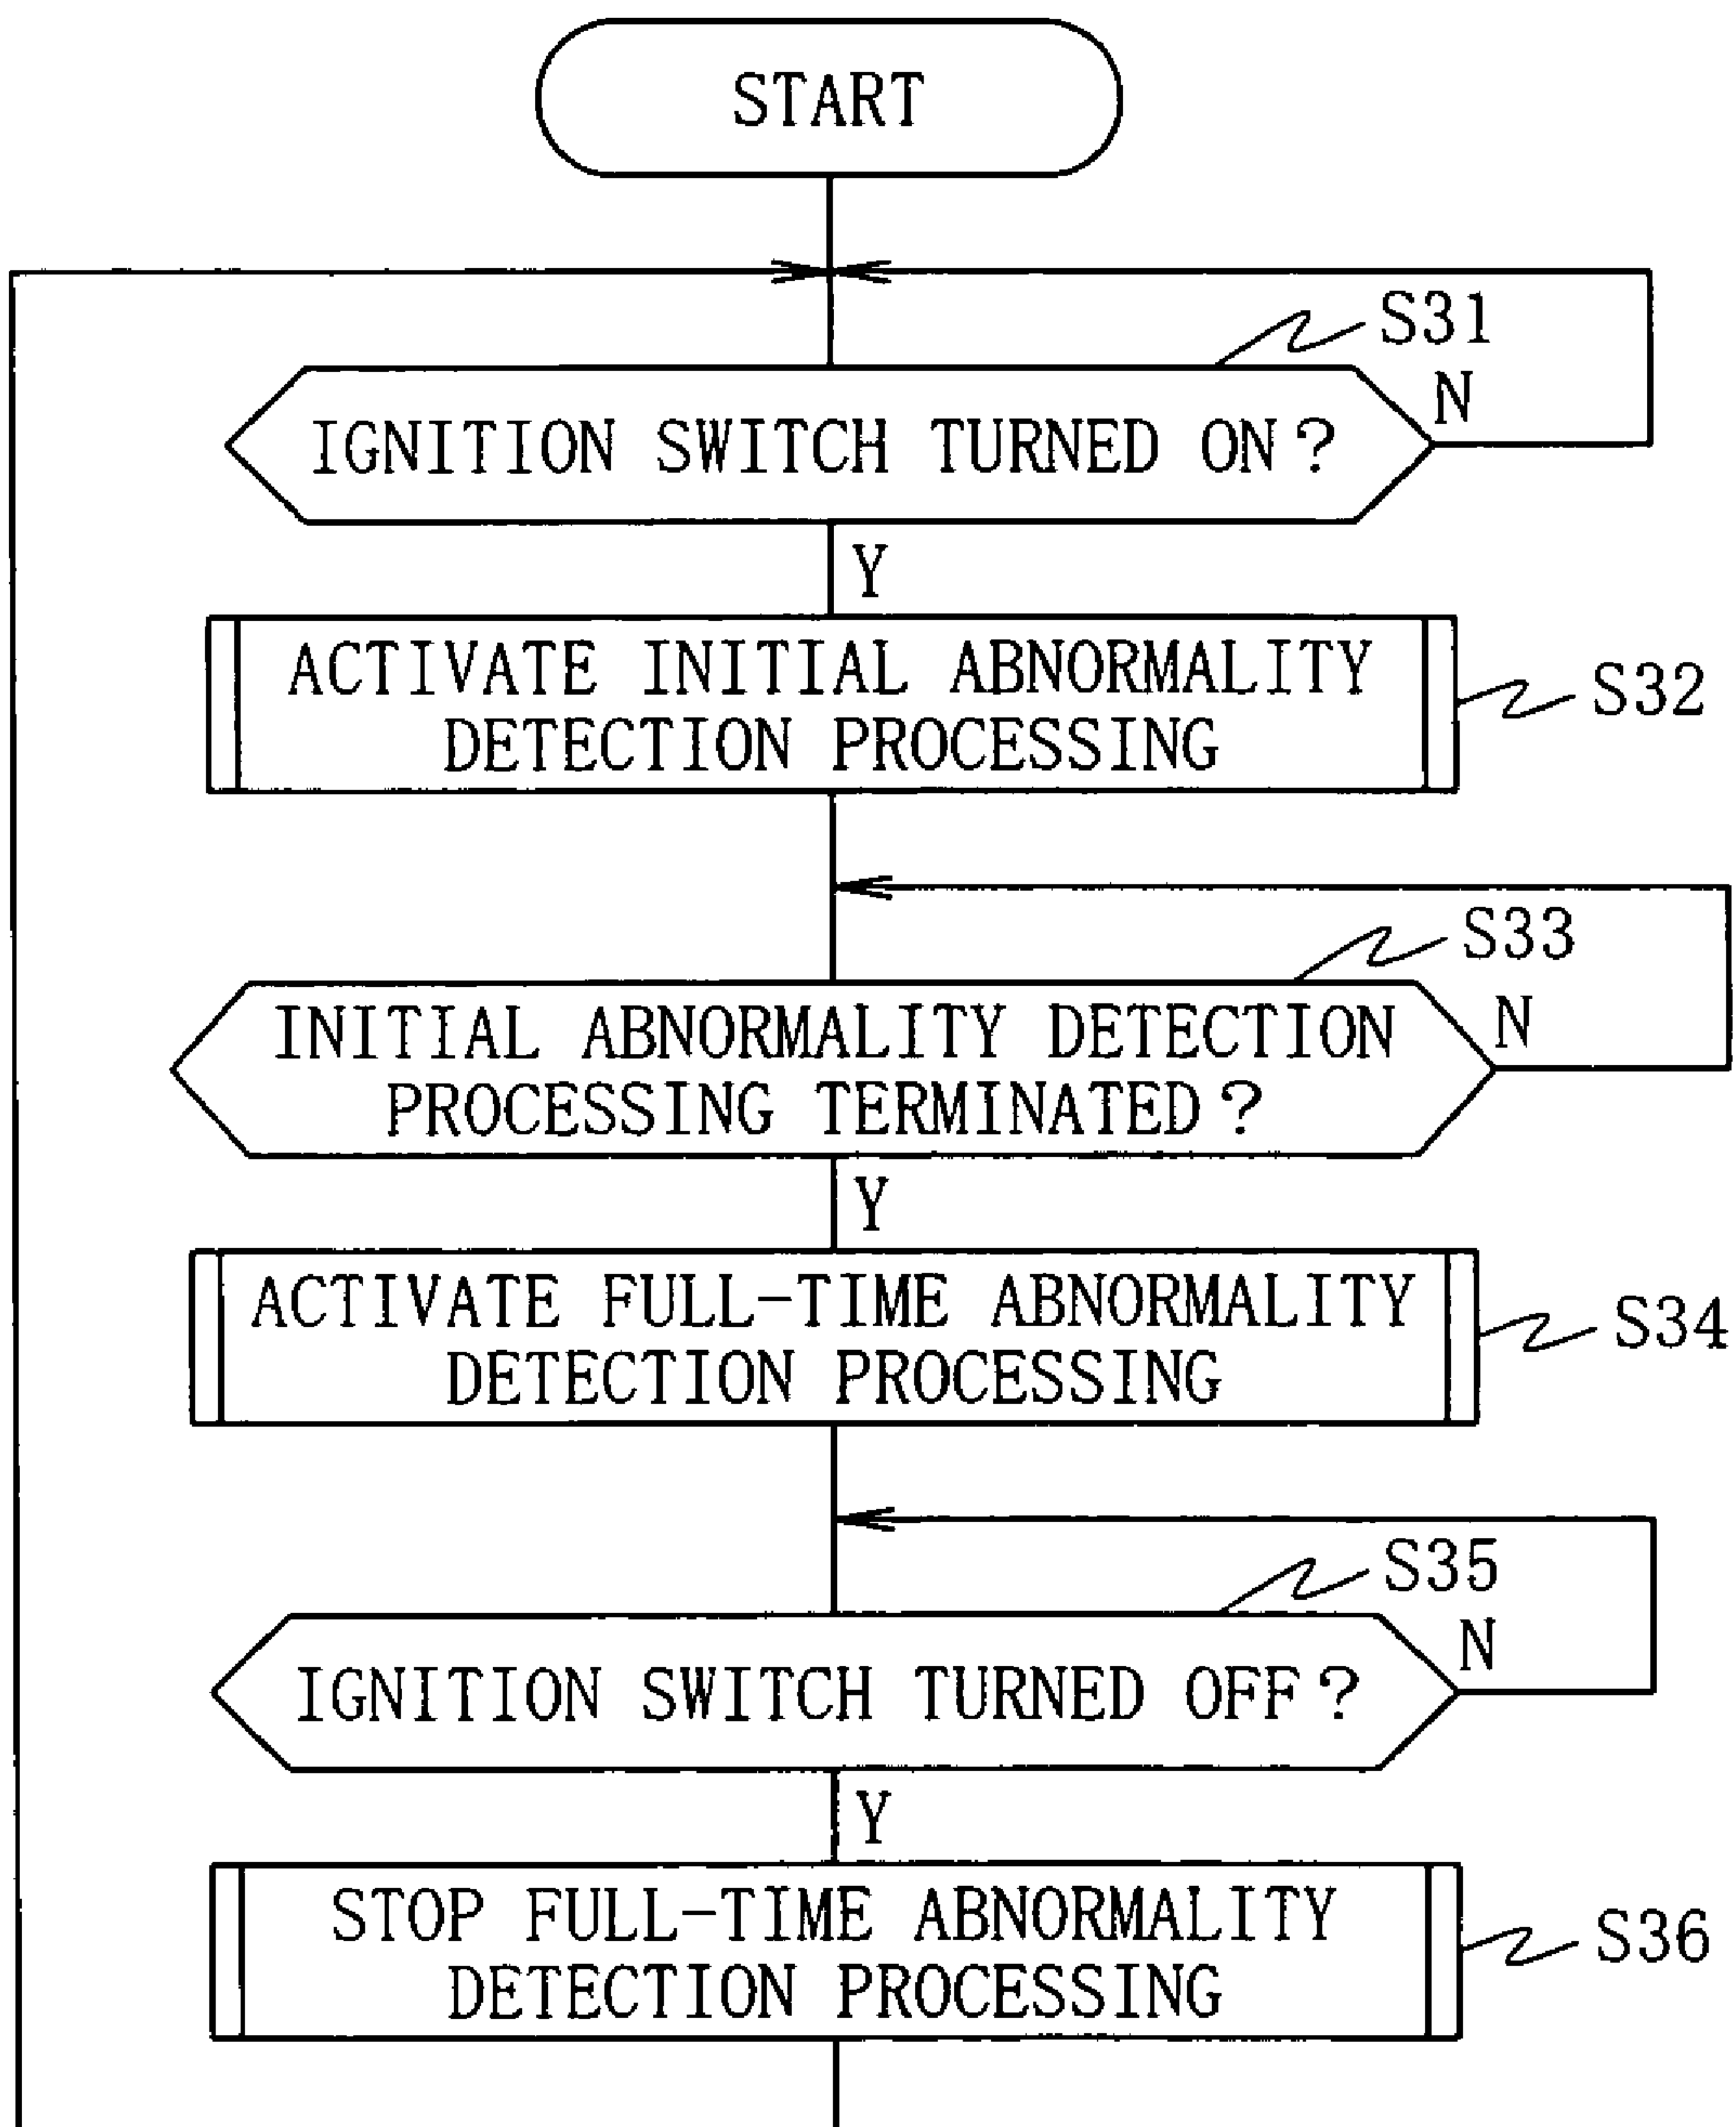 START
S31
N
IGNITION SWITCH TURNED ON?
Y
ACTIVATE INITIAL ABNORMALITY
DETECTION PROCESSING
S32
S33
N
INITIAL ABNORMALITY DETECTION
PROCESSING TERMINATED?
Y
ACTIVATE FULL-TIME ABNORMALITY
DETECTION PROCESSING
S34
S35
N
IGNITION SWITCH TURNED OFF?
Y
STOP FULL-TIME ABNORMALITY
DETECTION PROCESSING
S36